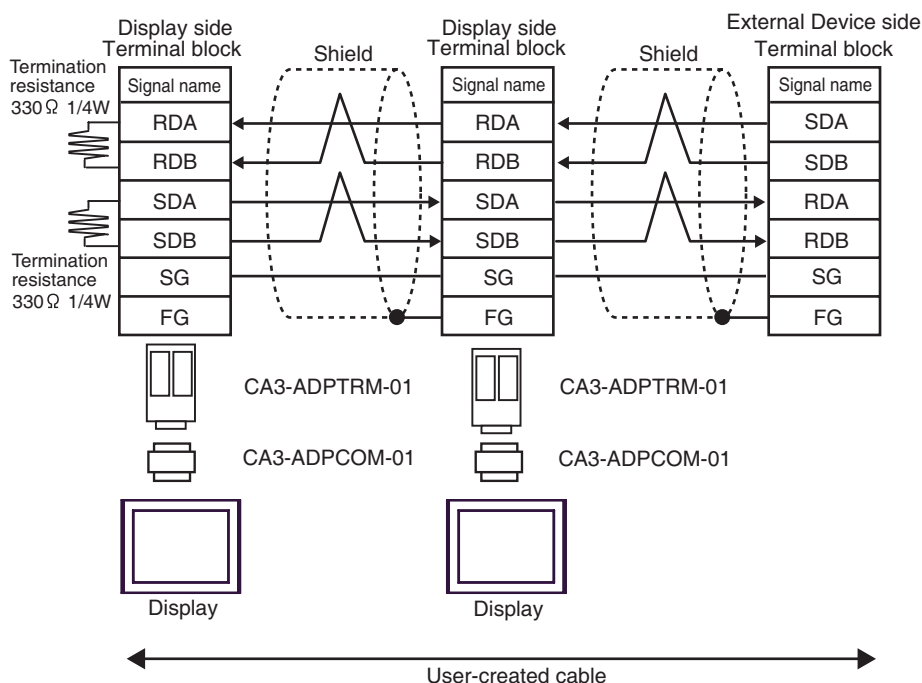 Display side
Terminal block
Shield
Display side
Terminal block
Shield
External Device side
Terminal block
Termination
resistance
330 Ω 1/4W
Signal name
RDA
RDB
SDA
SDB
SG
FG
Termination
resistance
330 Ω 1/4W
Signal name
RDA
RDB
SDA
SDB
SG
FG
Signal name
SDA
SDB
RDA
RDB
SG
FG
CA3-ADPTRM-01
CA3-ADPTRM-01
CA3-ADPCOM-01
CA3-ADPCOM-01
Display
Display
User-created cable